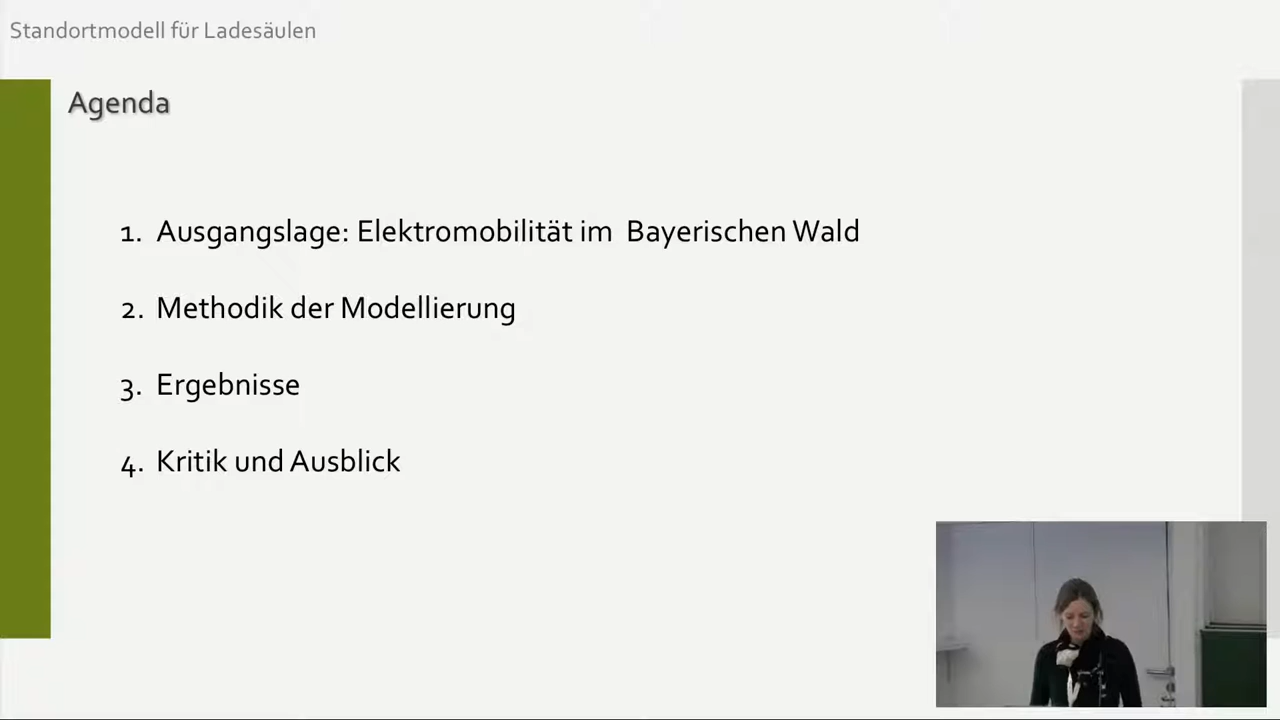 Standortmodell für Ladesäulen
Agenda
1. Ausgangslage: Elektromobilität im Bayerischen Wald
2. Methodik der Modellierung
3. Ergebnisse
4. Kritik und Ausblick